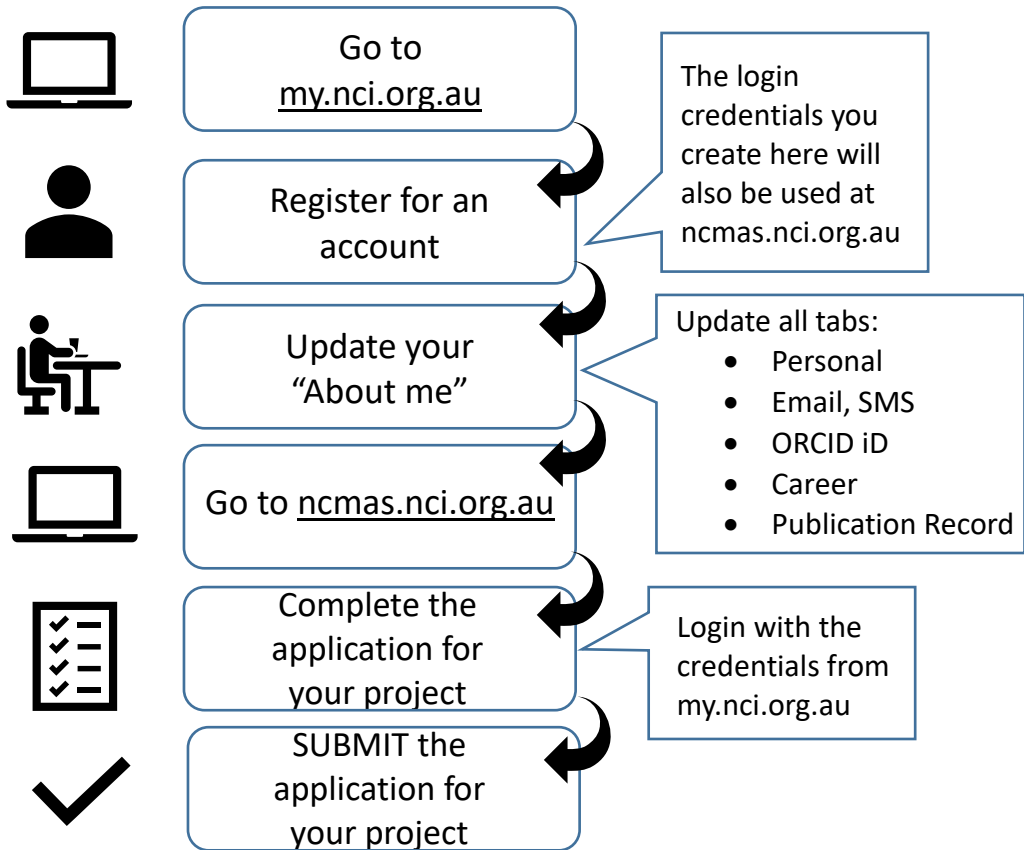 Go to
my.nci.org.au
The login
credentials you
create here will
also be used at
ncmas.nci.org.au
Register for an
account
Update your
“About me”
Update all tabs:
• Personal
• Email, SMS
• ORCID iD
• Career
• Publication Record
Go to ncmas.nci.org.au
Complete the
application for
your project
Login with the
credentials from
my.nci.org.au
SUBMIT the
application for
your project